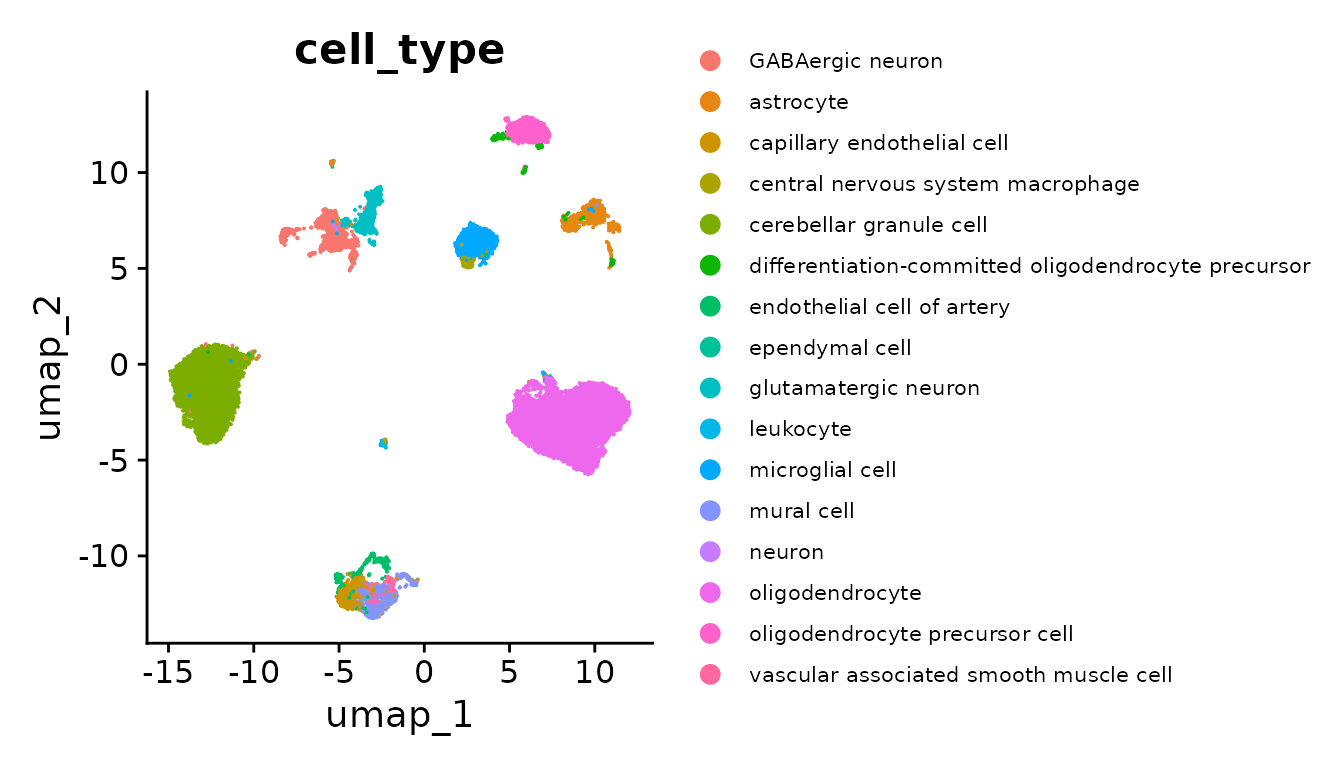 cell_type
umap_2
10
5
0
-5
-10
-15 -10 -5 0 5 10
umap_1
GABAergic neuron
astrocyte
capillary endothelial cell
central nervous system macrophage
cerebellar granule cell
differentiation-committed oligodendrocyte precursor
endothelial cell of artery
ependymal cell
glutamatergic neuron
leukocyte
microglial cell
mural cell
neuron
oligodendrocyte
oligodendrocyte precursor cell
vascular associated smooth muscle cell